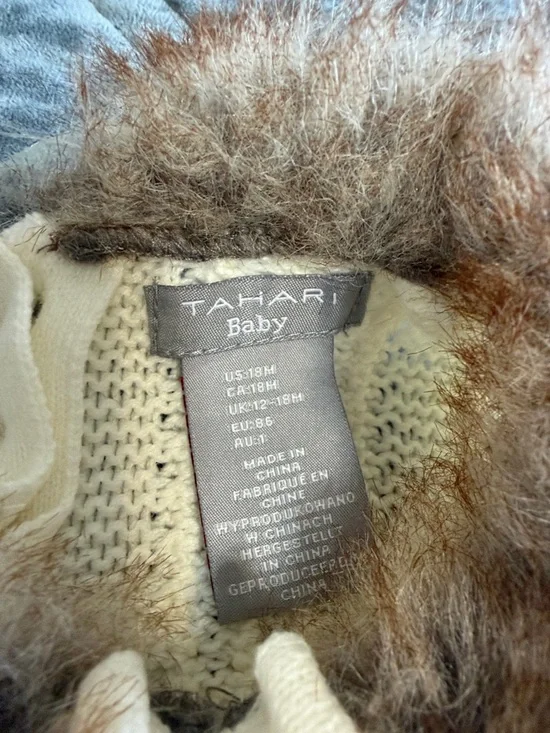 TAHARI
Baby
US:18M
CA:18M
UK:12-18M
EU:86
AU:1
MADE IN
CHINA
FABRIQUE EN
CHINE
WYPRODUKOWANO
W CHINACH
HERGESTELLT
IN CHINA
GEPRODUCEERD
CHINA